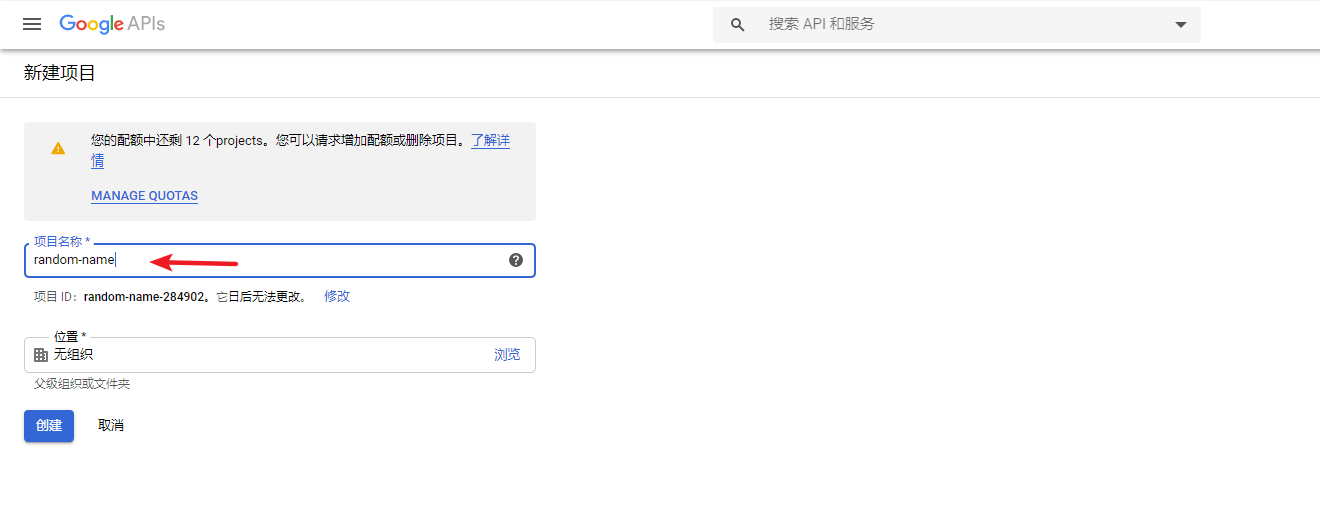 Google APIs
搜索 API 和服务
新建项目
您的配额中还剩 12 个projects。您可以请求增加配额或删除项目。了解详
情
MANAGE QUOTAS
项目名称 *
random-name
项目 ID：random-name-284902。它日后无法更改。 修改
位置 *
无组织 浏览
父级组织或文件夹
创建 取消